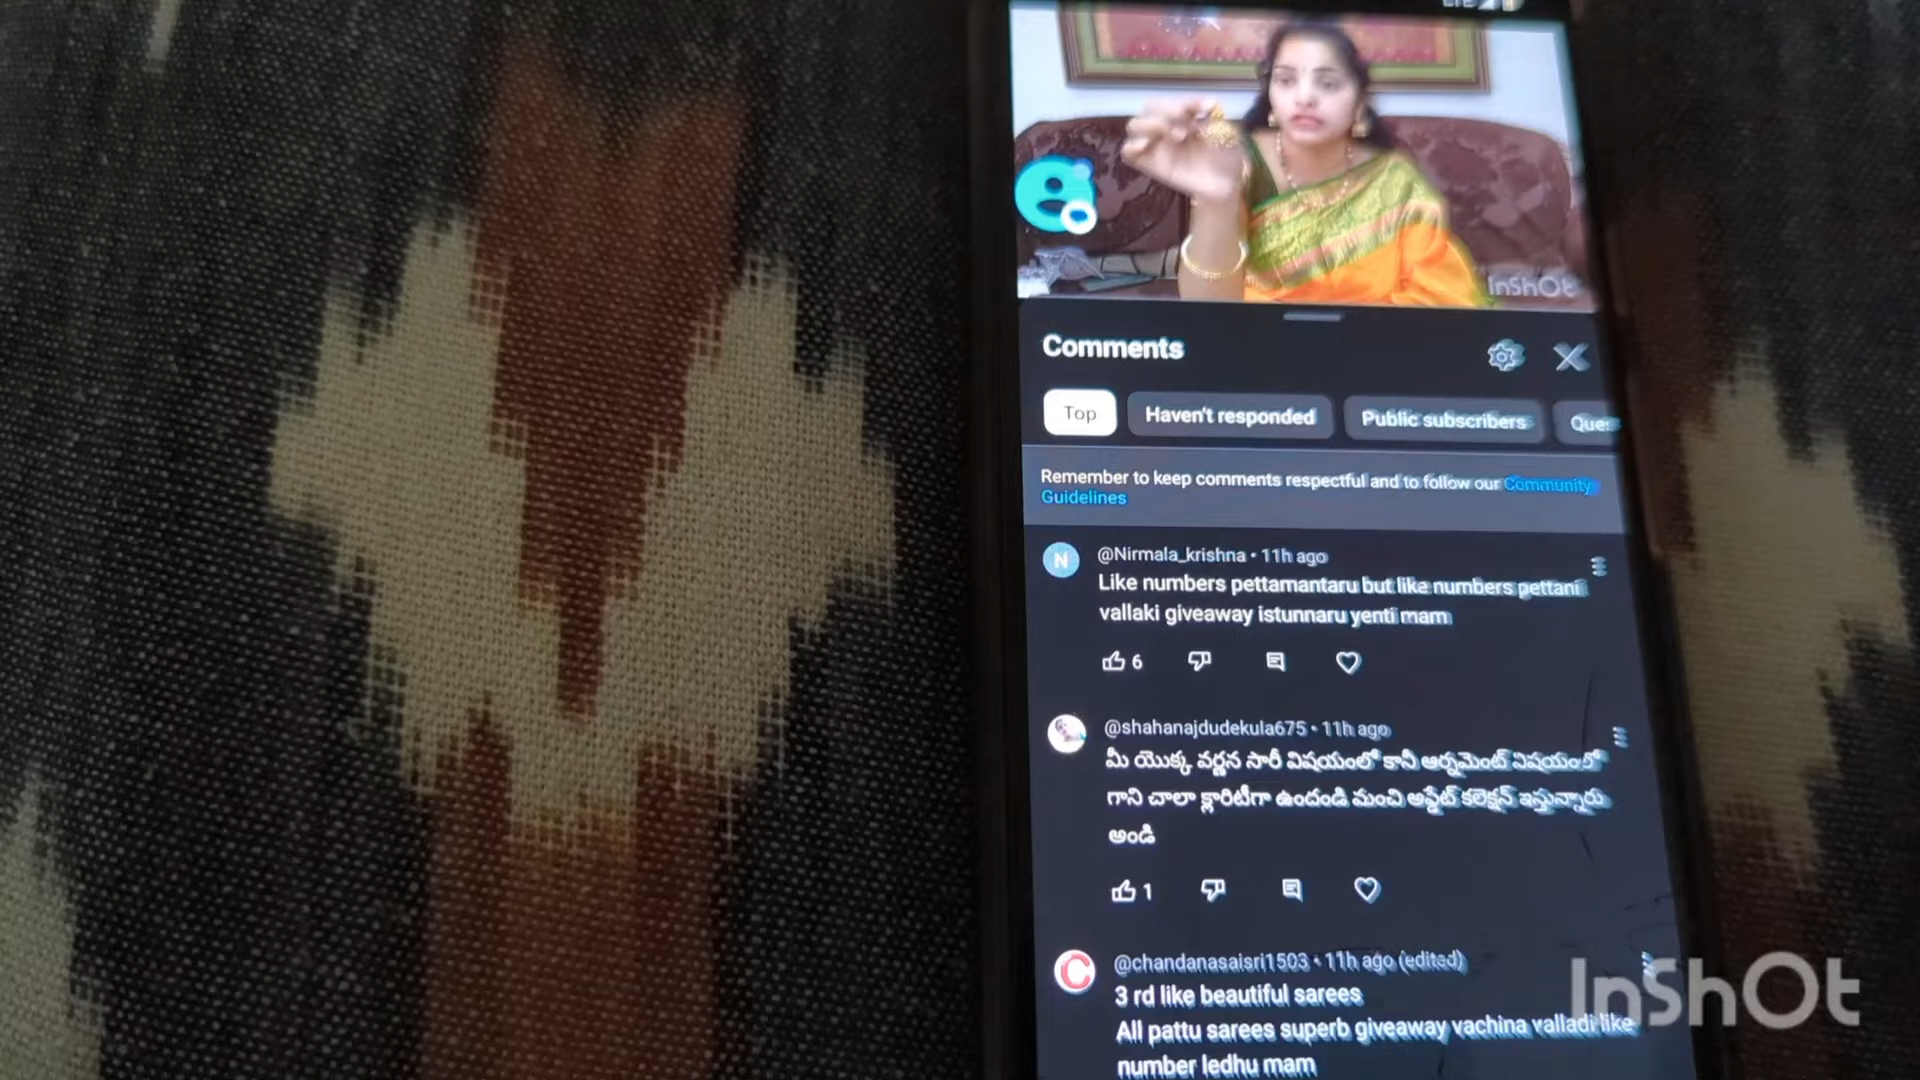 InShOt
Comments
Top
Haven't responded
Public subscribers
Remember to keep comments respectful and to follow our Community
Guidelines
N
@Nirmala_krishna • 11h ago
Like numbers pettamantaru but like numbers pettani
vallaki giveaway istunnaru yenti mam
6
@shahanajdudekula675 • 11h ago
మీ యొక్క వర్ణన సారీ విషయంలో కానీ ఆర్నమెంట్ విషయంలో
గాని చాలా క్లారిటీగా ఉందండి మంచి అప్డేట్ కలెక్షన్ ఇస్తున్నారు
అండి
1
C
@chandanasaisri1503 • 11h ago (edited)
3 rd like beautiful sarees
All pattu sarees superb giveaway vachina valladi like
number ledhu mam
InShOt